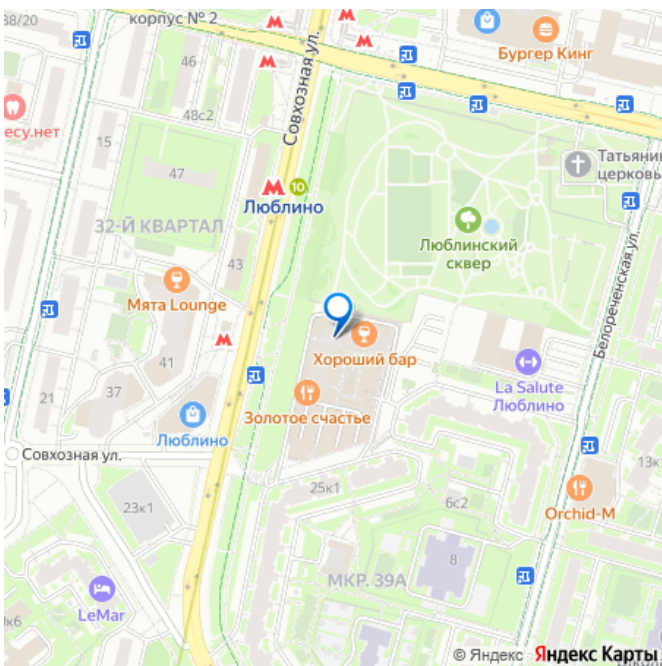 38/20
корпус № 2
Бургер Кинг
46
Совхозная ул.
есу.нет
48с2
15
47
Татьянин
церковь
10
Люблино
32-Й КВАРТАЛ
Люблинский
сквер
Белореченская ул.
43
Мята Lounge
Хороший бар
41
37
21
La Salute
Люблино
Золотое счастье
Люблино
Совхозная ул.
13к1
25к1
6с2
23к1
Orchid-M
8
МКР. 39А
LeMar
0к6
© Яндекс Яндекс Карты